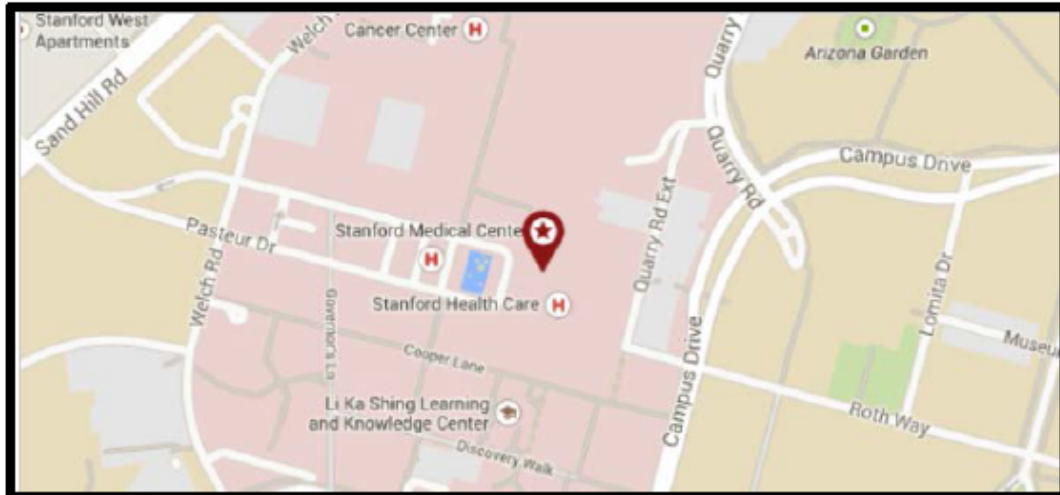 Stanford West
Apartments
Welch
Cancer Center
H
Quarry
Arizona Garden
Sand Hill Rd
Quarry Rd
Campus Drive
Stanford Medical Cente
H
Pasteur Dr
Quarry Rd Ext
Welch Rd
Governor's Ln
Stanford Health Care
H
Lomita Dr
Museu
Cooper Lane
Campus Drive
Li Ka Shing Learning
and Knowledge Center
Roth Way
Discovery Walk